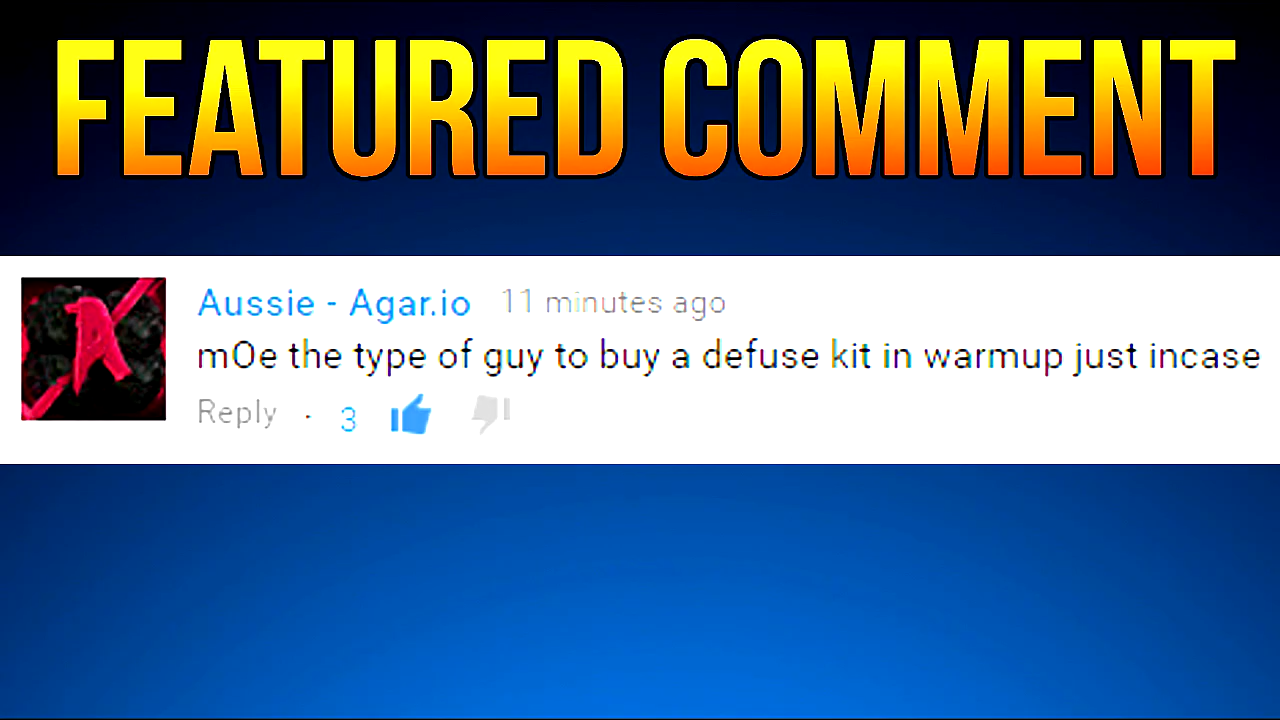 FEATURED COMMENT
Aussie - Agar.io 11 minutes ago
mOe the type of guy to buy a defuse kit in warmup just incase
Reply · 3